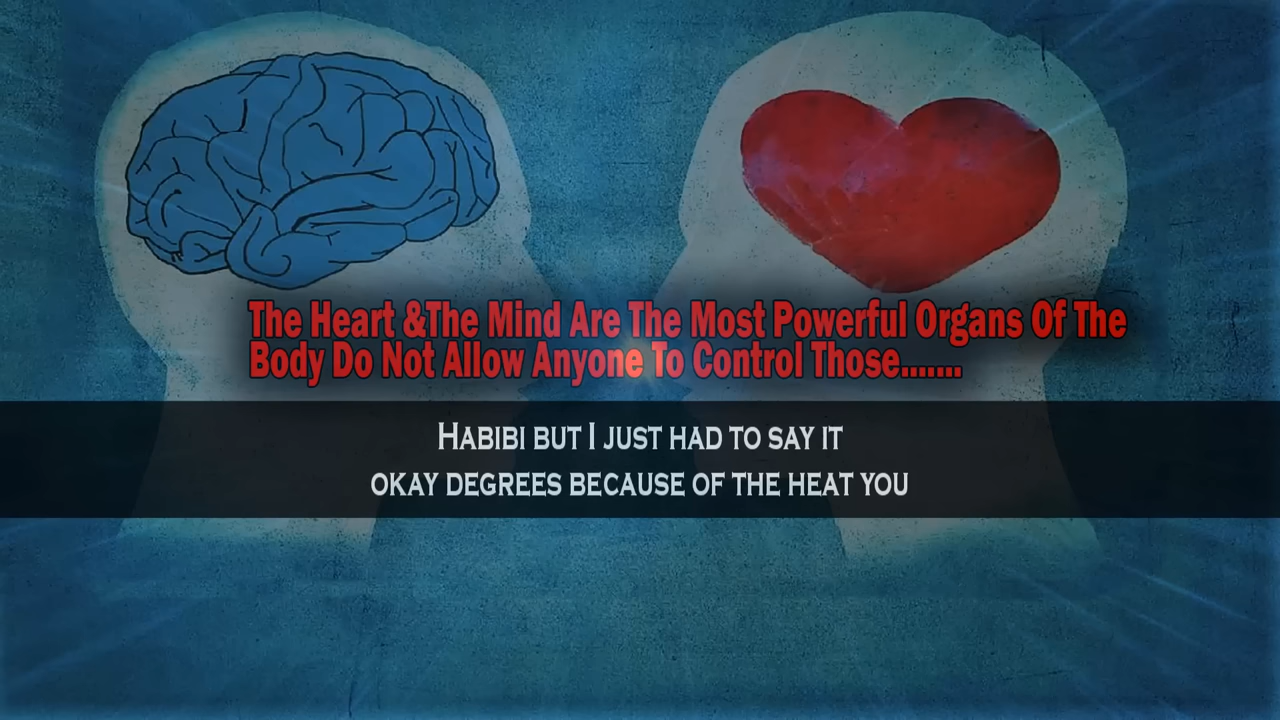 The Heart &The Mind Are The Most Powerful Organs Of The
Body Do Not Allow Anyone To Control Those.......
Habibi but I just had to say it
okay degrees because of the heat you